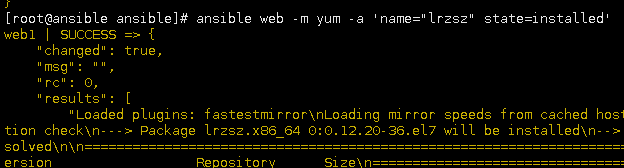 }
[root@ansible ansible]# ansible web -m yum -a 'name="lrzsz" state=installed'
web1 | SUCCESS => {
    "changed": true,
    "msg": "",
    "rc": 0,
    "results": [
        "Loaded plugins: fastestmirror\nLoading mirror speeds from cached host
tion check\n---> Package lrzsz.x86_64 0:0.12.20-36.el7 will be installed\n-->
solved\n\n=====================================================================
ersion                Repository      Size\n===================================